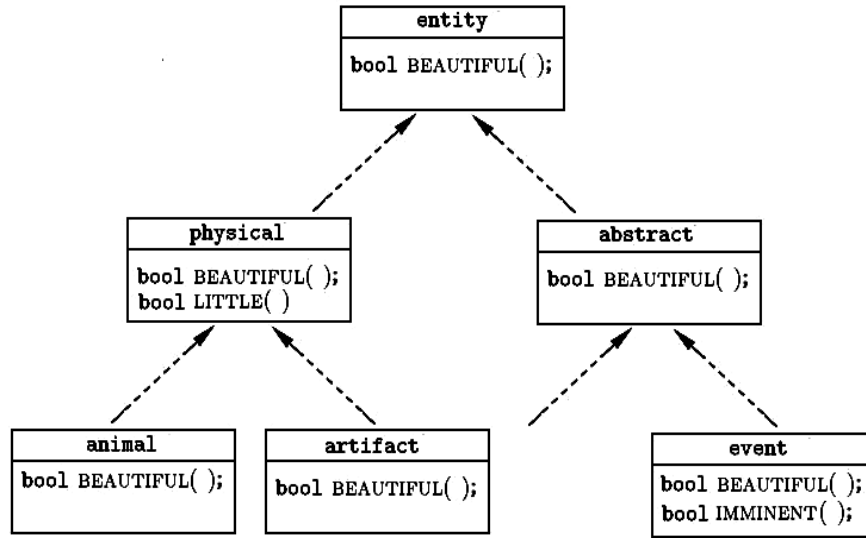 entity
bool BEAUTIFUL( );
physical
bool BEAUTIFUL( );
bool LITTLE( )
abstract
bool BEAUTIFUL( );
animal
bool BEAUTIFUL( );
artifact
bool BEAUTIFUL( );
event
bool BEAUTIFUL( );
bool IMMINENT( );